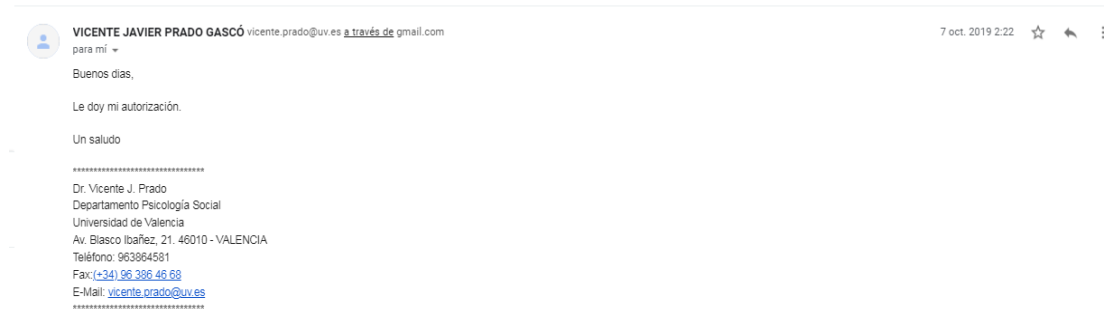 VICENTE JAVIER PRADO GASCÓ vicente.prado@uv.es a través de gmail.com
7 oct. 2019 2:22
para mí
Buenos dias,
Le doy mi autorización.
Un saludo
********************************
Dr. Vicente J. Prado
Departamento Psicología Social
Universidad de Valencia
Av. Blasco Ibañez, 21. 46010 - VALENCIA
Teléfono: 963864581
Fax:(+34) 96 386 46 68
E-Mail: vicente.prado@uv.es
********************************